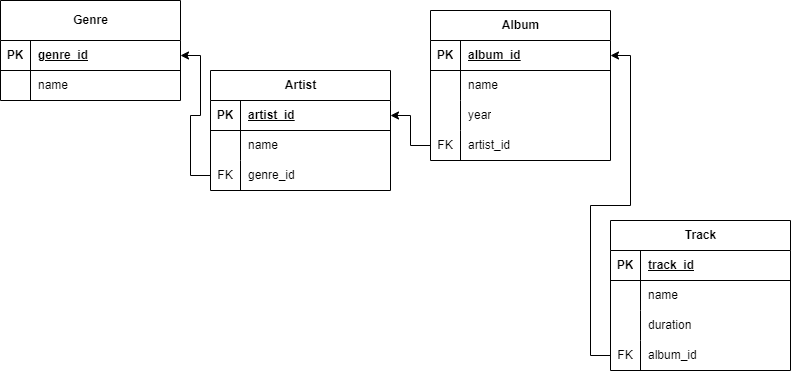 Genre
PK genre_id
name
Artist
PK artist_id
name
FK genre_id
Album
PK album_id
name
year
FK artist_id
Track
PK track_id
name
duration
FK album_id